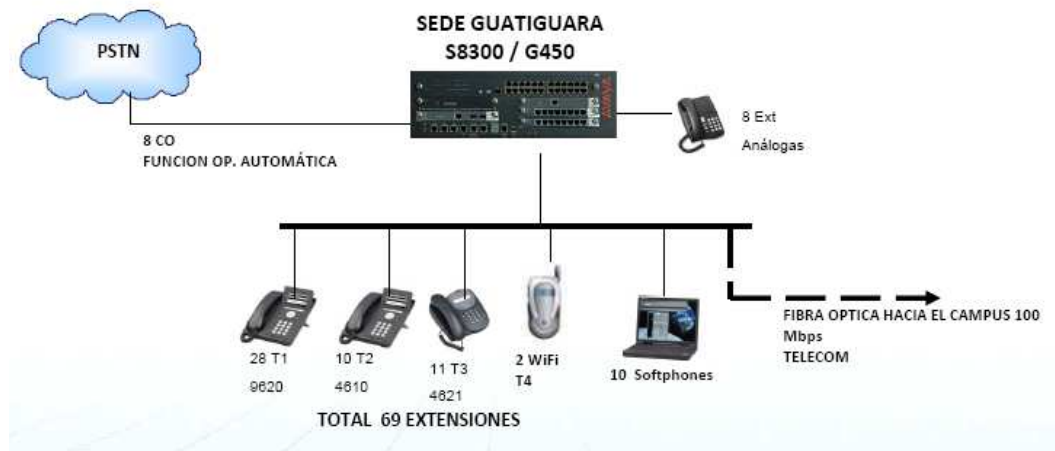 SEDE GUATIGUARA
S8300 / G450
PSTN
AVAYA
8 CO
FUNCION OP. AUTOMÁTICA
8 Ext
Análogas
28 T1
9620
10 T2
4610
11 T3
4621
2 WiFi
T4
10 Softphones
FIBRA OPTICA HACIA EL CAMPUS 100
Mbps
TELECOM
TOTAL 69 EXTENSIONES